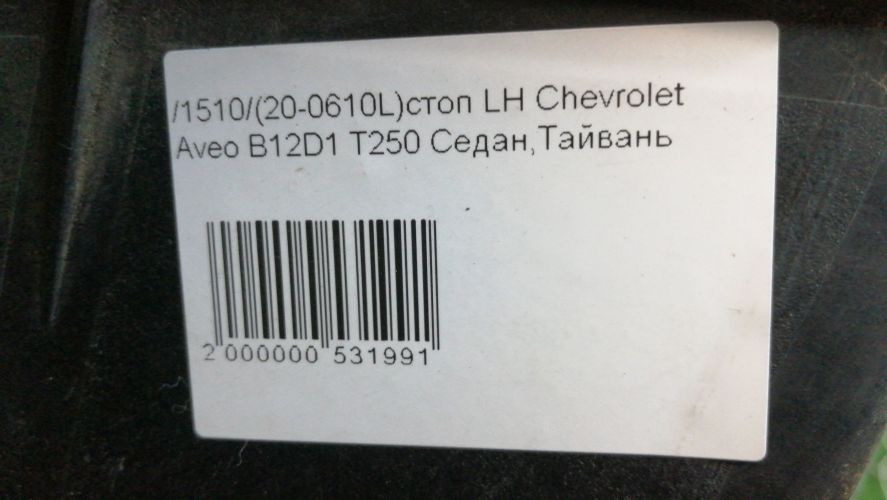 /1510/(20-0610L)стоп LH Chevrolet
Aveo B12D1 T250 Седан,Тайвань
2 000000 531991